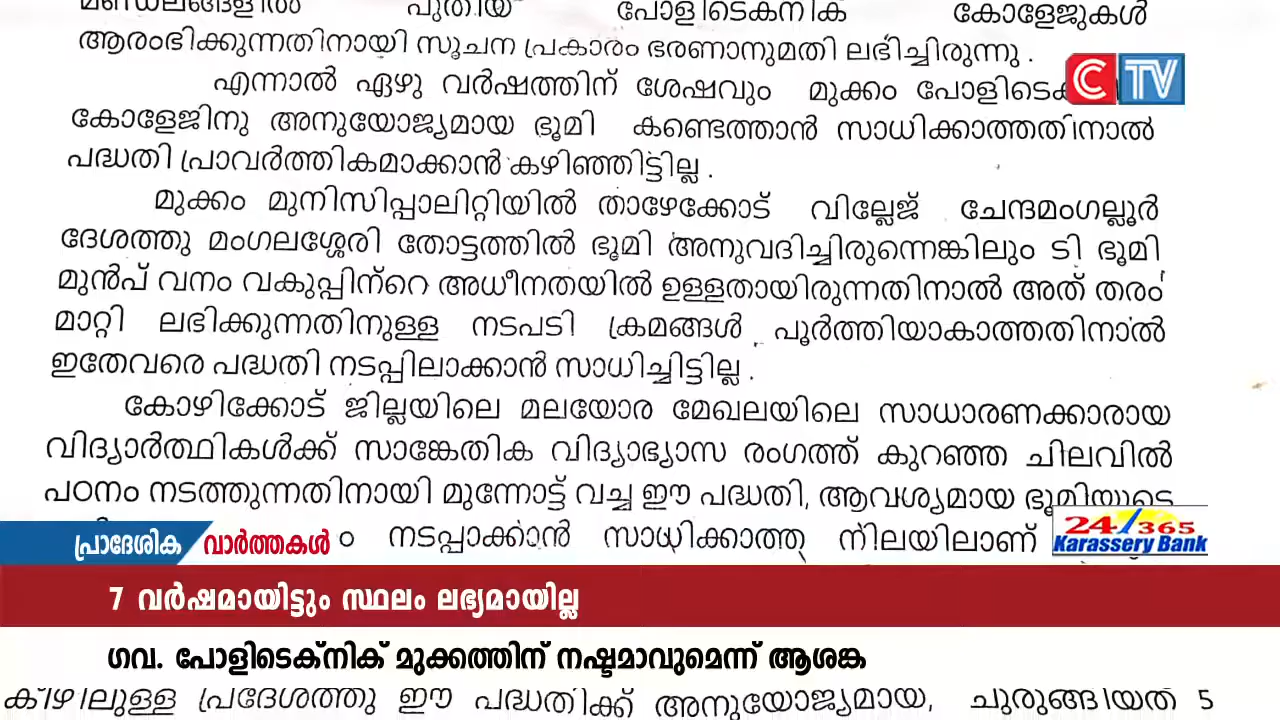 മണ്ഡലങ്ങളിൽ പുതിയ പോളിടെക്നിക് കോളേജുകൾ
ആരംഭിക്കുന്നതിനായി സൂചന പ്രകാരം ഭരണാനുമതി ലഭിച്ചിരുന്നു .
എന്നാൽ ഏഴു വർഷത്തിന് ശേഷവും മുക്കം
കോളേജിനു അനുയോജ്യമായ ഭൂമി കണ്ടെത്താൻ സാധിക്കാത്തതിനാൽ
പദ്ധതി പ്രാവർത്തികമാക്കാൻ കഴിഞ്ഞിട്ടില്ല .
മുക്കം മുനിസിപ്പാലിറ്റിയിൽ താഴേക്കോട് വില്ലേജ് ചേന്ദമംഗല്ലൂർ
ദേശത്തു മംഗലശ്ശേരി തോട്ടത്തിൽ ഭൂമി അനുവദിച്ചിരുന്നെങ്കിലും ടി ഭൂമി
മുൻപ് വനം വകുപ്പിന്റെ അധീനതയിൽ ഉള്ളതായിരുന്നതിനാൽ അത് തരം
മാറ്റി ലഭിക്കുന്നതിനുള്ള നടപടി ക്രമങ്ങൾ പൂർത്തിയാകാത്തതിനാൽ
ഇതേവരെ പദ്ധതി നടപ്പിലാക്കാൻ സാധിച്ചിട്ടില്ല .
കോഴിക്കോട് ജില്ലയിലെ മലയോര മേഖലയിലെ സാധാരണക്കാരായ
വിദ്യാർത്ഥികൾക്ക് സാങ്കേതിക വിദ്യാഭ്യാസ രംഗത്ത് കുറഞ്ഞ ചിലവിൽ
പഠനം നടത്തുന്നതിനായി മുന്നോട്ട് വച്ച ഈ പദ്ധതി, ആവശ്യമായ ഭൂമിയുടെ
നടപ്പാക്കാൻ സാധിക്കാത്ത നിലയിലാണ്
CTV
24/365
Karassery Bank
പ്രാദേശിക വാർത്തകൾ
7 വർഷമായിട്ടും സ്ഥലം ലഭ്യമായില്ല
ഗവ. പോളിടെക്നിക് മുക്കത്തിന് നഷ്ടമാവുമെന്ന് ആശങ്ക
കീഴിലുള്ള പ്രദേശത്തു ഈ പദ്ധതിക്ക് അനുയോജ്യമായ, ചുരുങ്ങിയത് 5